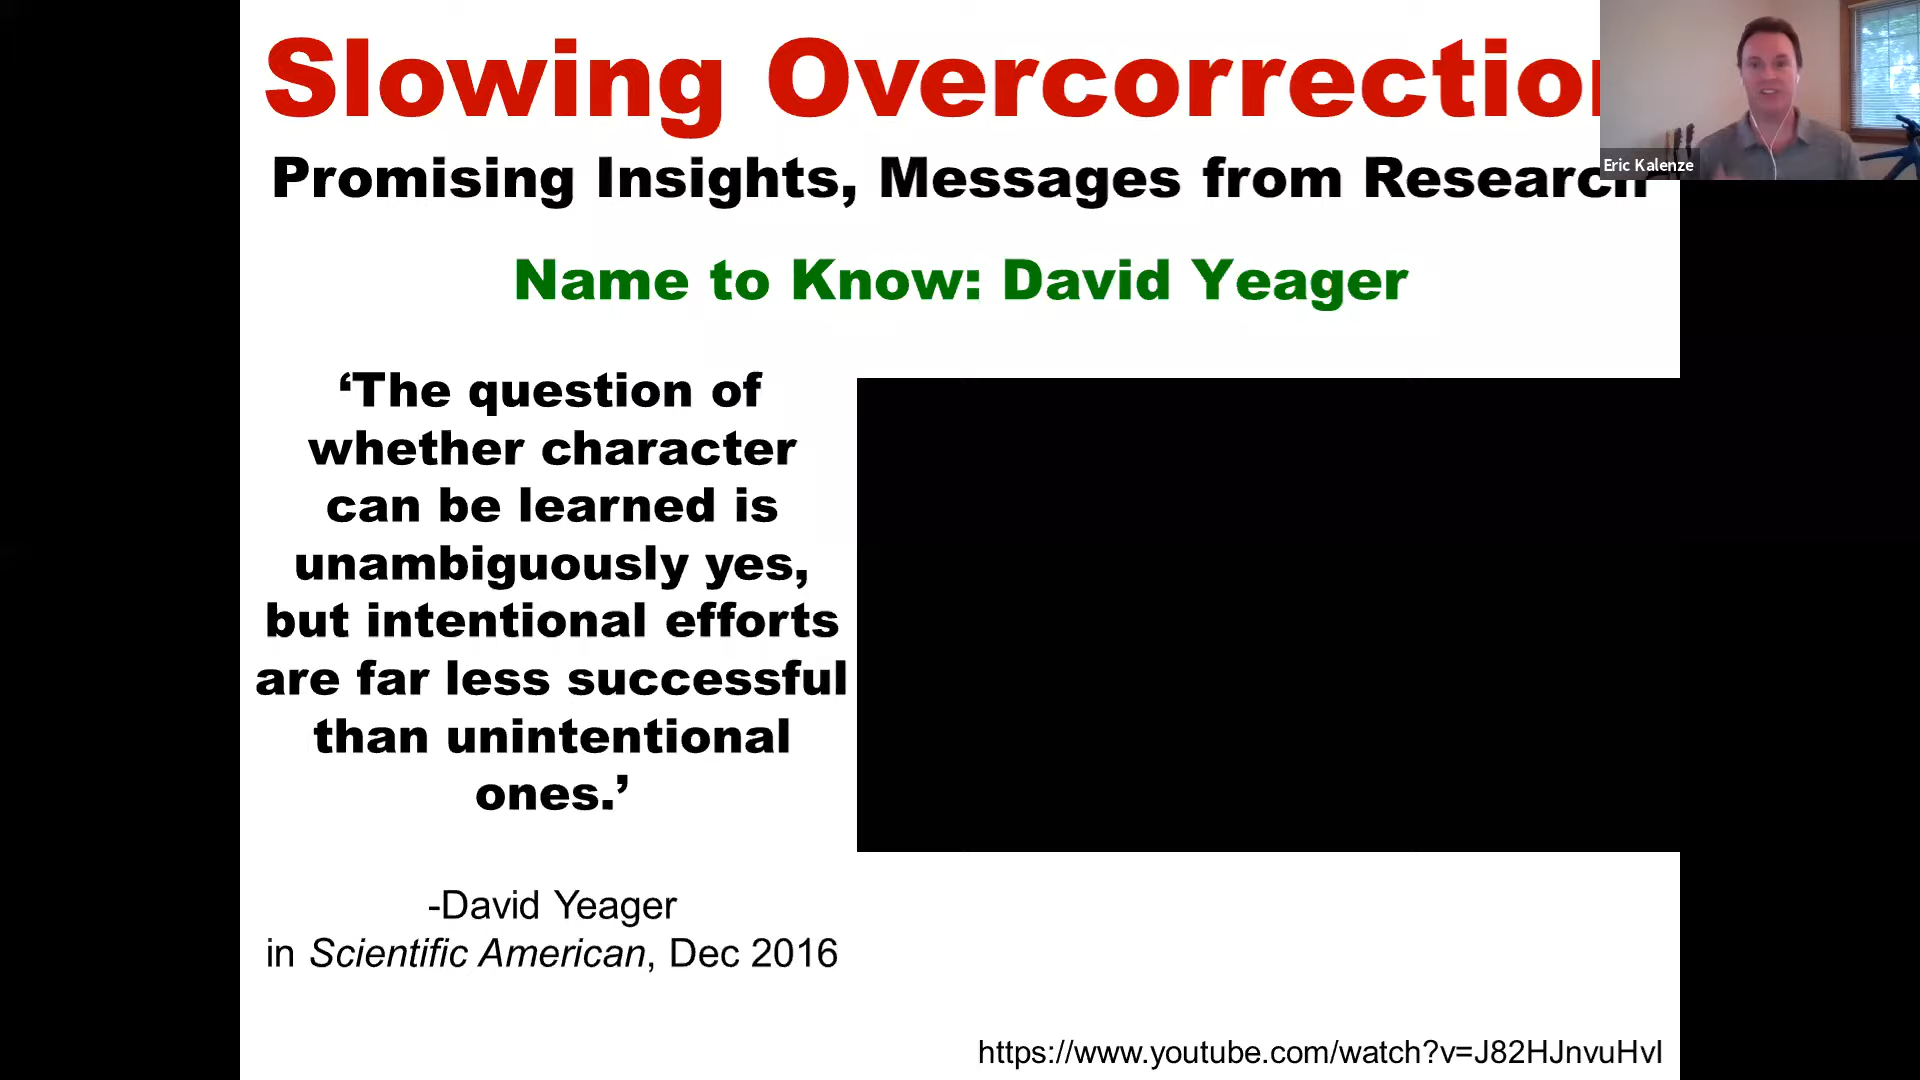 Slowing Overcorrection
Promising Insights, Messages from Research
Eric Kalenze
Name to Know: David Yeager
‘The question of
whether character
can be learned is
unambiguously yes,
but intentional efforts
are far less successful
than unintentional
ones.’
-David Yeager
in Scientific American, Dec 2016
https://www.youtube.com/watch?v=J82HJnvuHvI